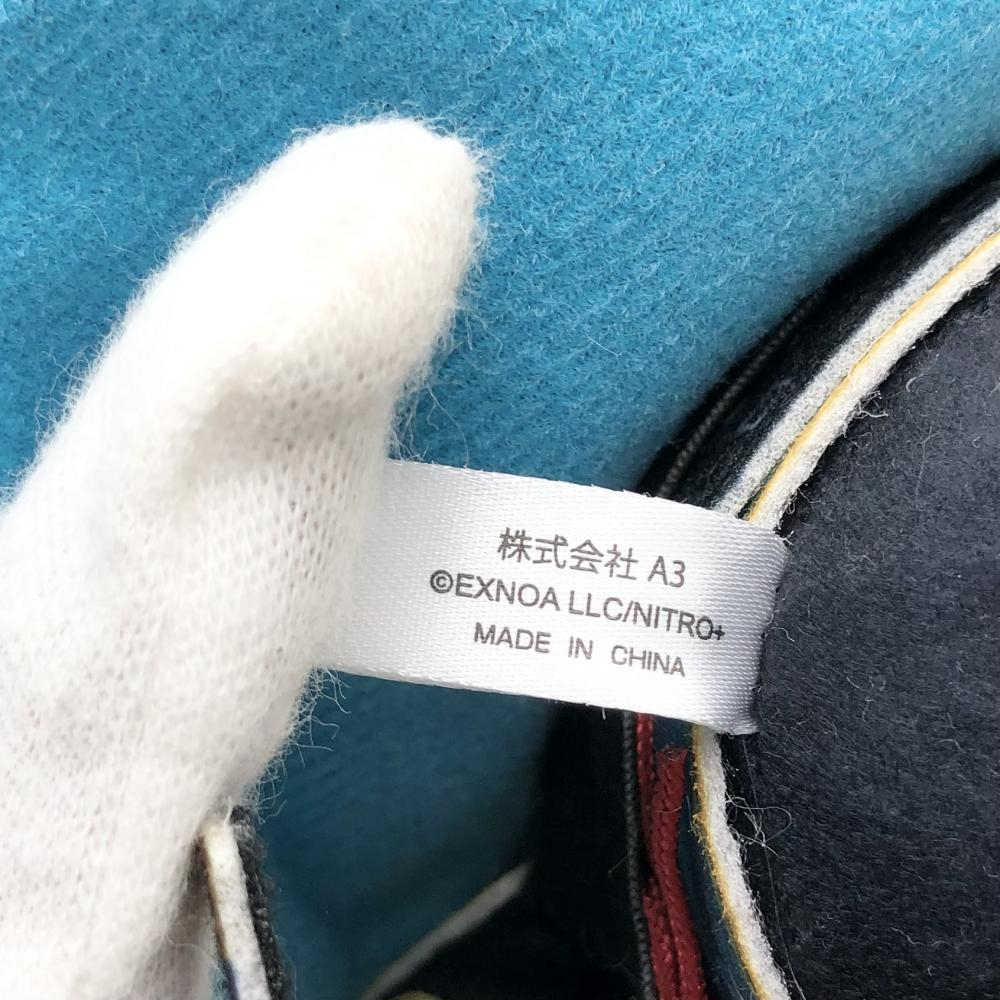 株式会社 A3
©EXNOA LLC/NITRO+
MADE IN CHINA